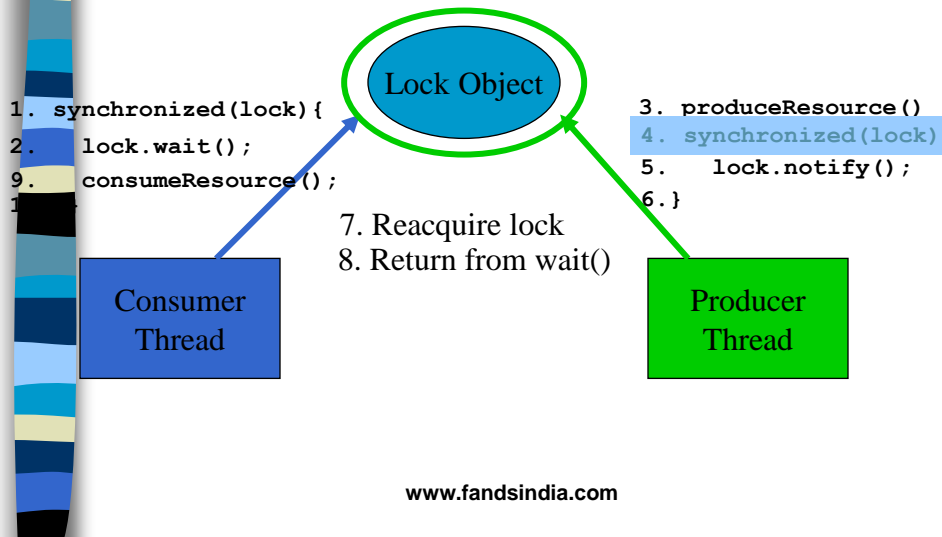 Lock Object
1. synchronized(lock){
2. lock.wait();
9. consumeResource();
3. produceResource()
4. synchronized(lock)
5. lock.notify();
6.}
7. Reacquire lock
8. Return from wait()
Consumer
Thread
Producer
Thread
www.fandsindia.com